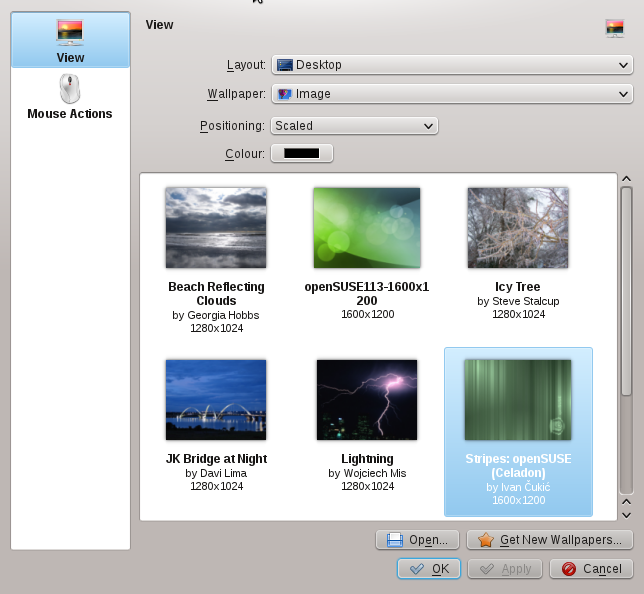 View
View
Mouse Actions
Layout: Desktop
Wallpaper: Image
Positioning: Scaled
Colour:
Beach Reflecting
Clouds
by Georgia Hobbs
1280x1024
openSUSE113-1600x1
200
1600x1200
Icy Tree
by Steve Stalcup
1280x1024
JK Bridge at Night
by Davi Lima
1280x1024
Lightning
by Wojciech Mis
1280x1024
Stripes: openSUSE
(Celadon)
by Ivan Čukić
1600x1200
Open... Get New Wallpapers...
OK Apply Cancel